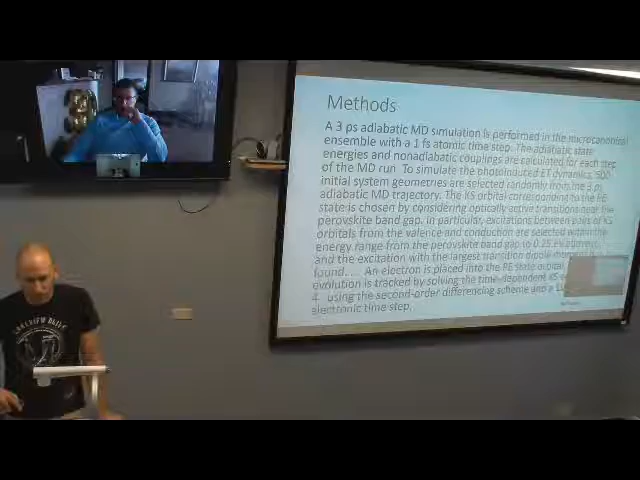 Methods
A 3 ps adiabatic MD simulation is performed in the microcanonical
ensemble with a 1 fs atomic time step. The adiabatic state
energies and nonadiabatic couplings are calculated for each step
of the MD run. To simulate the photoinduced ET dynamics, 500
initial system geometries are selected randomly from the 3 ps
adiabatic MD trajectory. The KS orbital corresponding to the PE
state is chosen by considering optically active transitions near the
perovskite band gap. In particular, excitations between pairs of KS
orbitals from the valence and conduction are selected within the
energy range from the perovskite band gap to 0.25 eV
and the excitation with the largest transition dipole
found.... An electron is placed into the PE state orbital
evolution is tracked by solving the time-dependent KS
4 using the second-order differencing scheme and a
electronic time step.